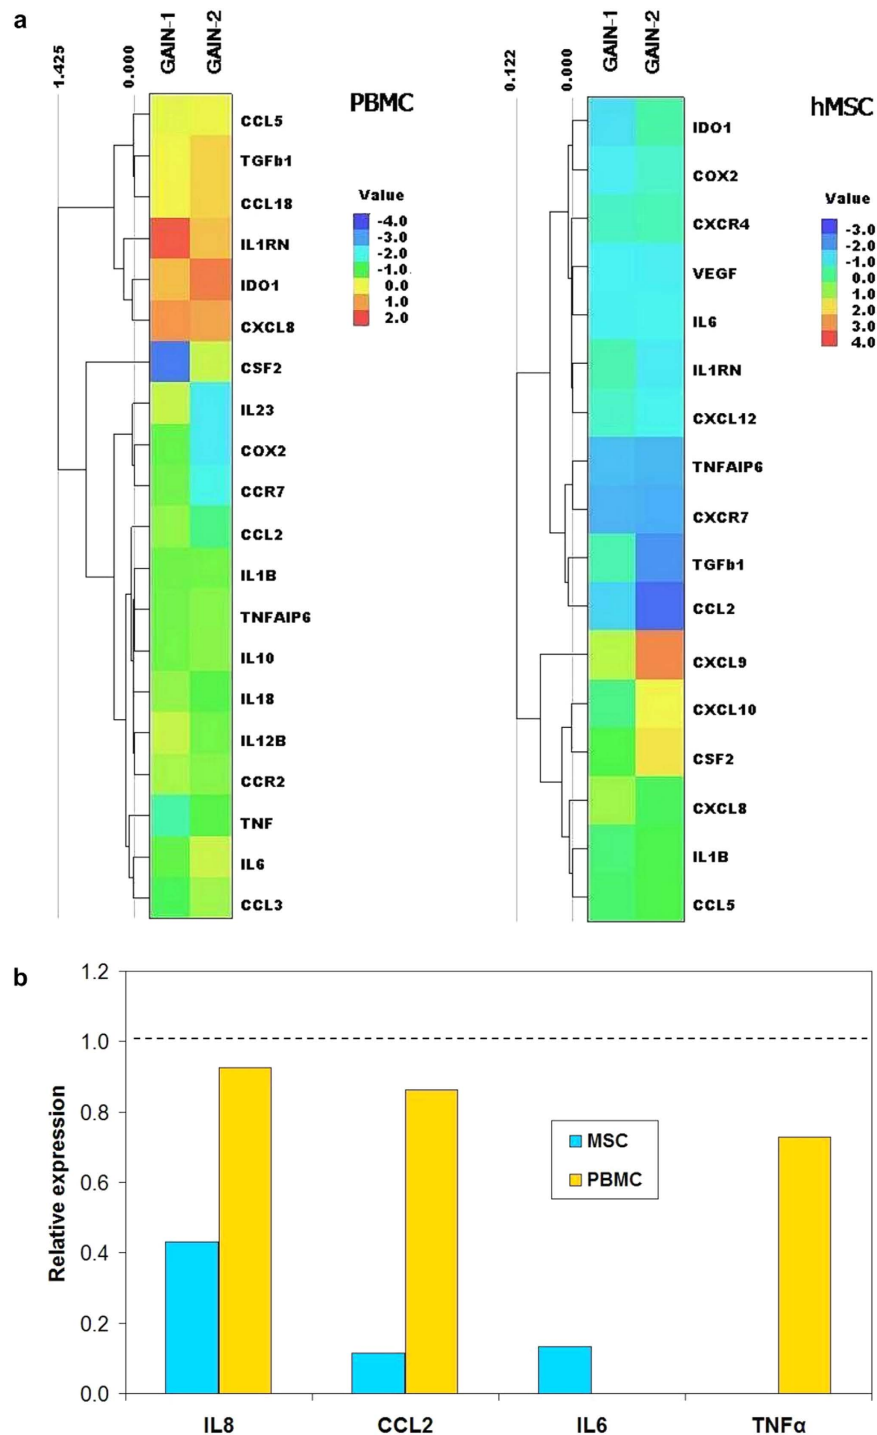 a
1.425
0.000
GAIN-1
GAIN-2
PBMC
CCL5
TGFb1
CCL18
IL1RN
IDO1
CXCL8
CSF2
IL23
COX2
CCR7
CCL2
IL1B
TNFAIP6
IL10
IL18
IL12B
CCR2
TNF
IL6
CCL3
Value
-4.0
-3.0
-2.0
-1.0
0.0
1.0
2.0
0.122
0.000
GAIN-1
GAIN-2
hMSC
IDO1
COX2
CXCR4
VEGF
IL6
IL1RN
CXCL12
TNFAIP6
CXCR7
TGFb1
CCL2
CXCL9
CXCL10
CSF2
CXCL8
IL1B
CCL5
Value
-3.0
-2.0
-1.0
0.0
1.0
2.0
3.0
4.0
b
Relative expression
1.2
1.0
0.8
0.6
0.4
0.2
0.0
MSC
PBMC
IL8 CCL2 IL6 TNFα